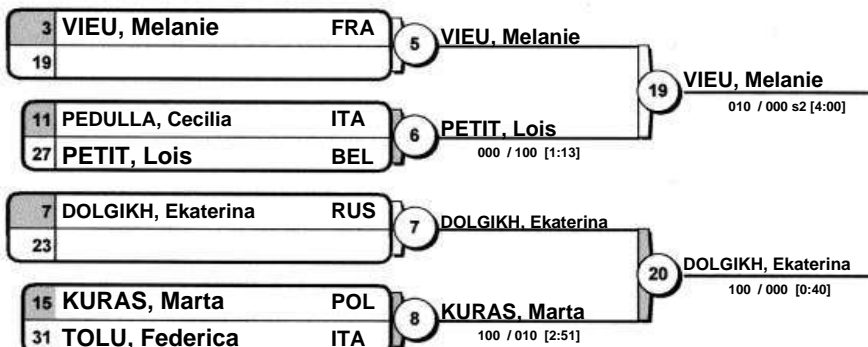 3 VIEU, Melanie FRA
19
5
VIEU, Melanie
11 PEDULLA, Cecilia ITA
27 PETIT, Lois BEL
6
PETIT, Lois
000 / 100 [1:13]
19
VIEU, Melanie
010 / 000 s2 [4:00]
7 DOLGIKH, Ekaterina RUS
23
7
DOLGIKH, Ekaterina
15 KURAS, Marta POL
31 TOLU, Federica ITA
8
KURAS, Marta
100 / 010 [2:51]
20
DOLGIKH, Ekaterina
100 / 000 [0:40]